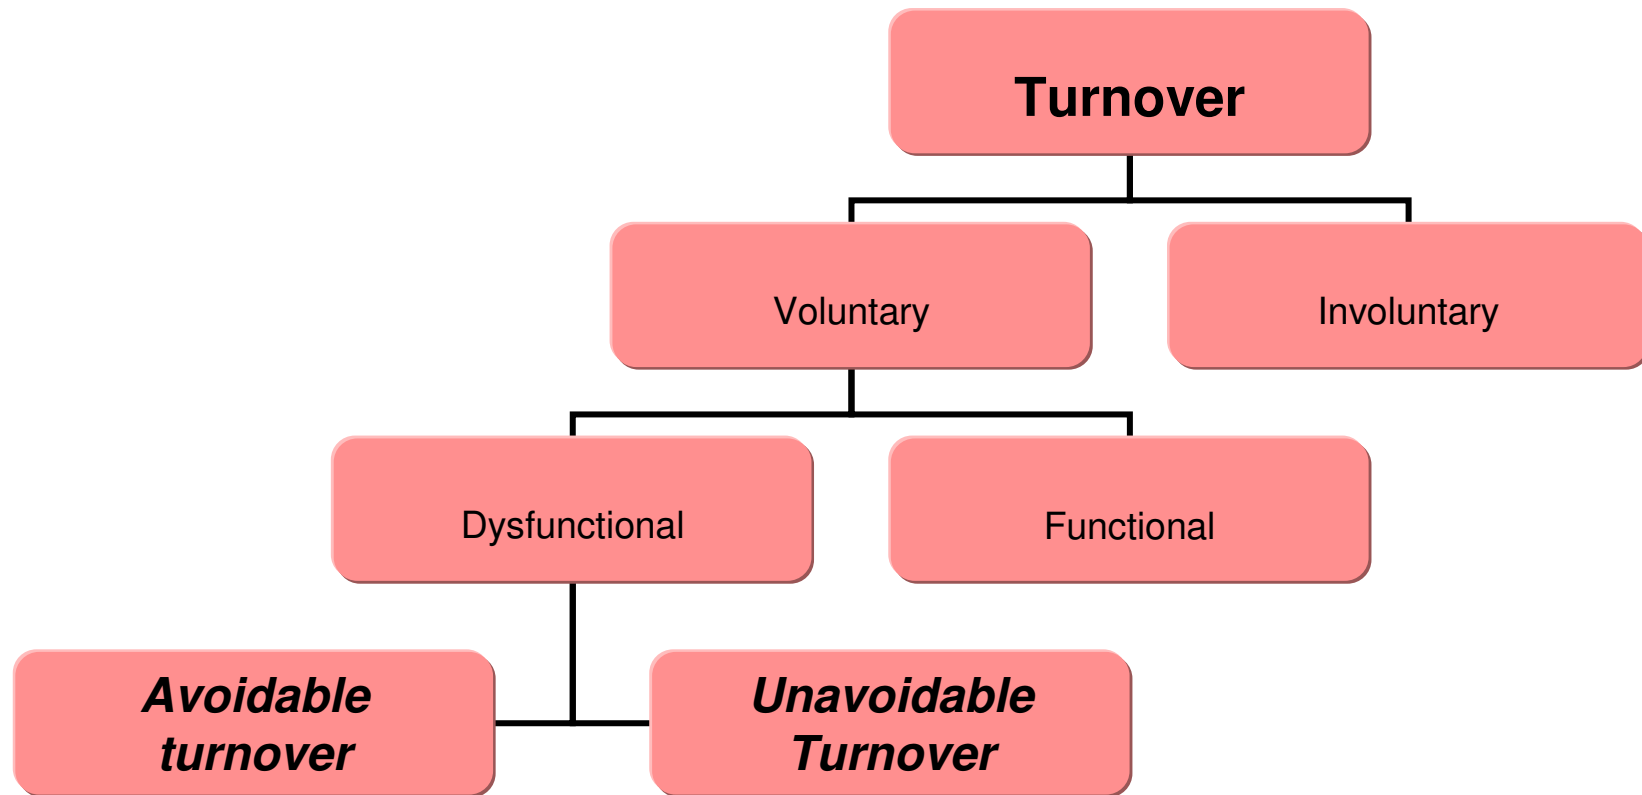 Turnover
Voluntary
Involuntary
Dysfunctional
Functional
Avoidable
turnover
Unavoidable
Turnover